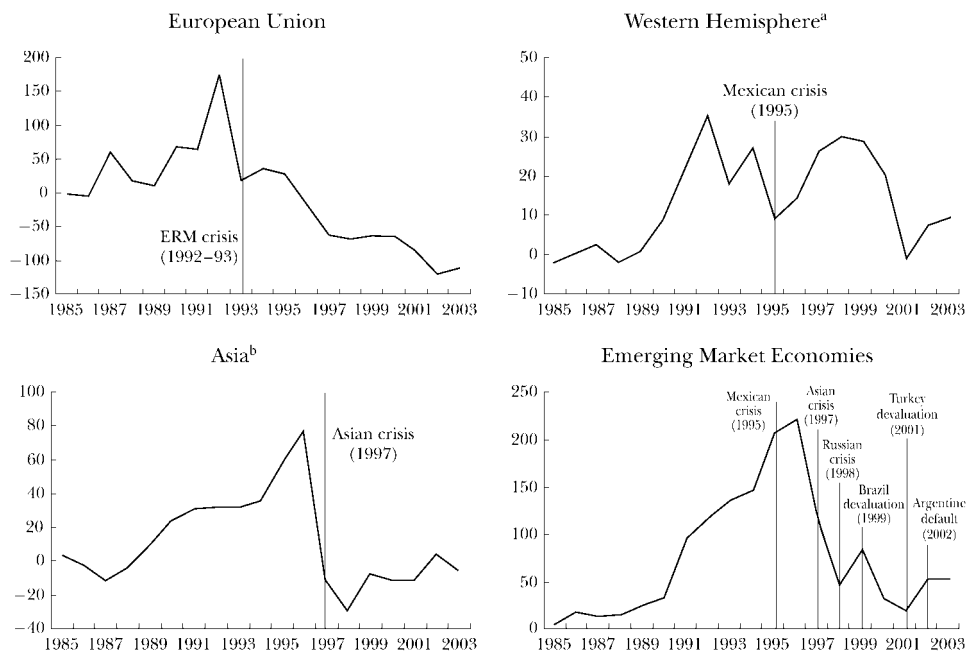 European Union
200
150
100
50
0
−50
−100
−150
ERM crisis
(1992–93)
1985 1987 1989 1991 1993 1995 1997 1999 2001 2003
Western Hemisphereᵃ
50
40
30
20
10
0
−10
Mexican crisis
(1995)
1985 1987 1989 1991 1993 1995 1997 1999 2001 2003
Asiaᵇ
100
80
60
40
20
0
−20
−40
Asian crisis
(1997)
1985 1987 1989 1991 1993 1995 1997 1999 2001 2003
Emerging Market Economies
250
200
150
100
50
0
Mexican
crisis
(1995)
Asian
crisis
(1997)
Russian
crisis
(1998)
Brazil
devaluation
(1999)
Turkey
devaluation
(2001)
Argentine
default
(2002)
1985 1987 1989 1991 1993 1995 1997 1999 2001 2003